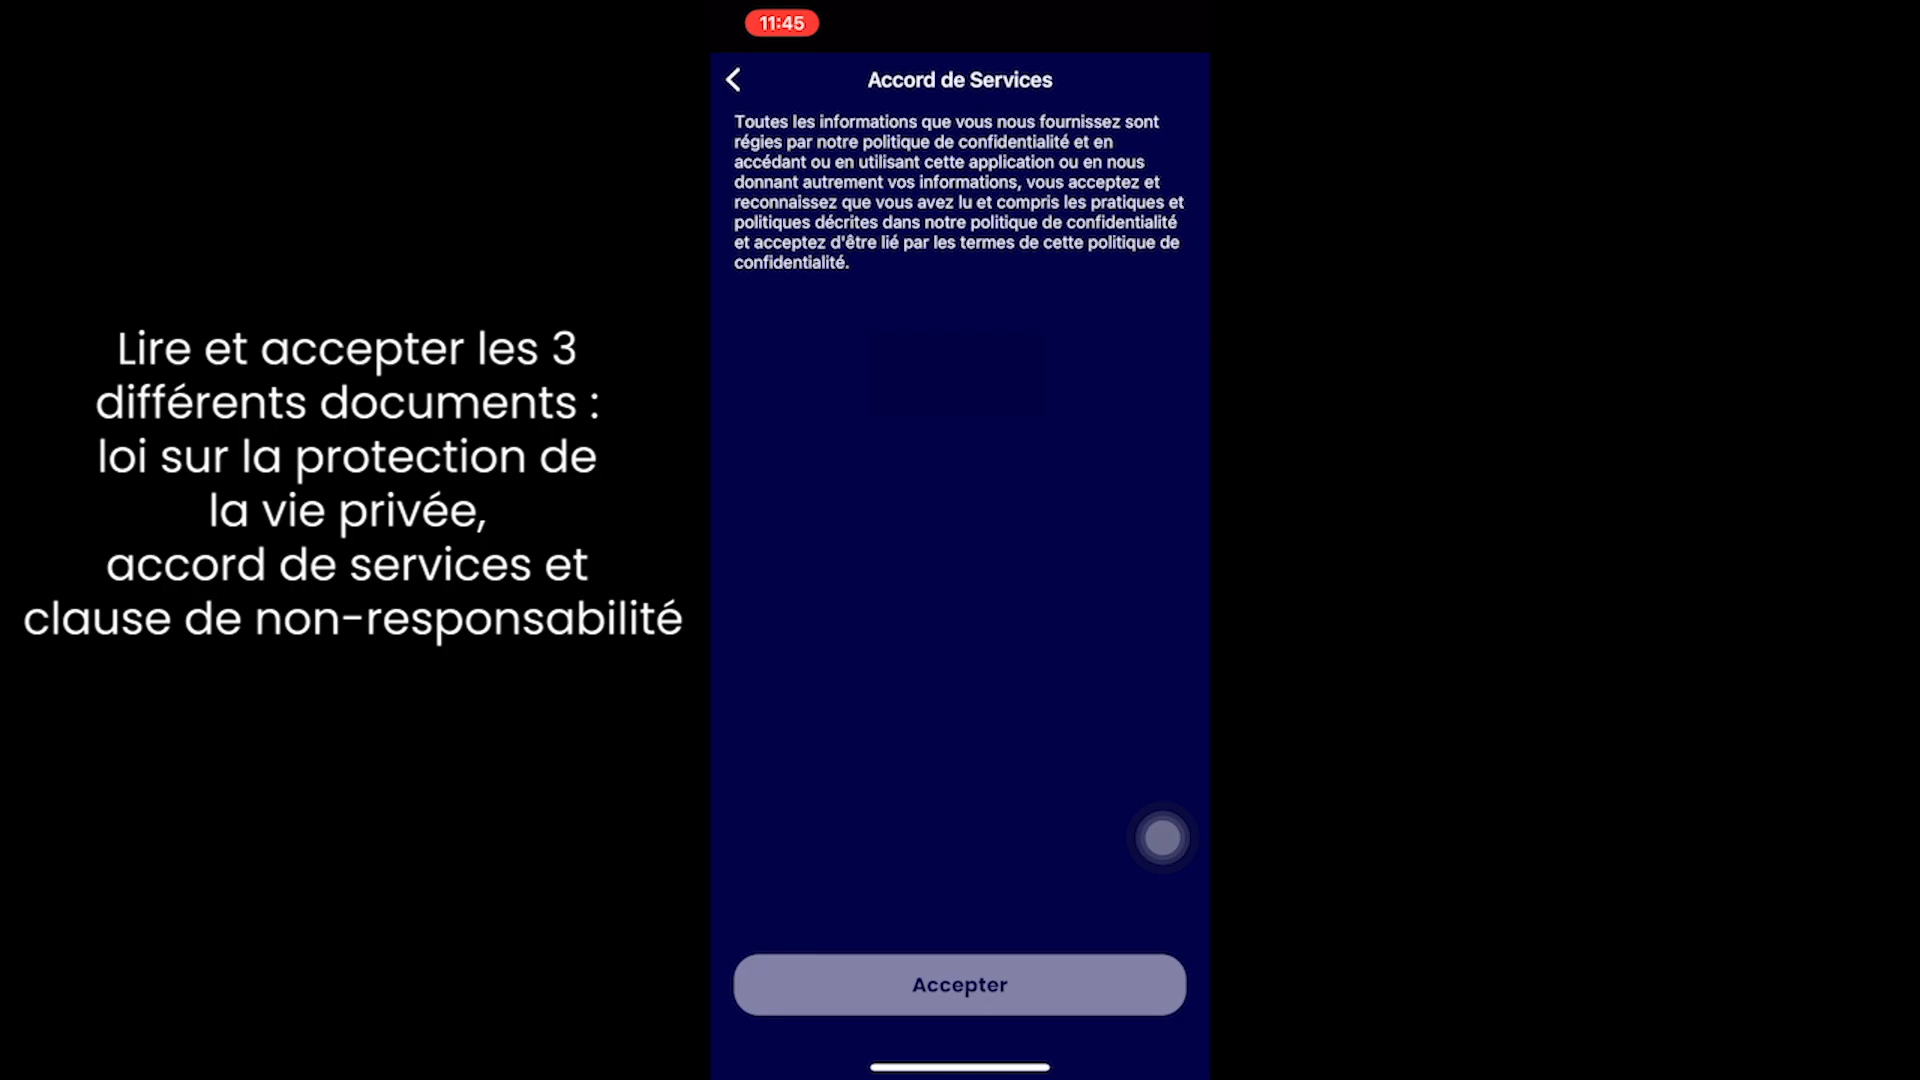 Lire et accepter les 3
différents documents :
loi sur la protection de
la vie privée,
accord de services et
clause de non-responsabilité
11:45
Accord de Services
Toutes les informations que vous nous fournissez sont
régies par notre politique de confidentialité et en
accédant ou en utilisant cette application ou en nous
donnant autrement vos informations, vous acceptez et
reconnaissez que vous avez lu et compris les pratiques et
politiques décrites dans notre politique de confidentialité
et acceptez d'être lié par les termes de cette politique de
confidentialité.
Accepter